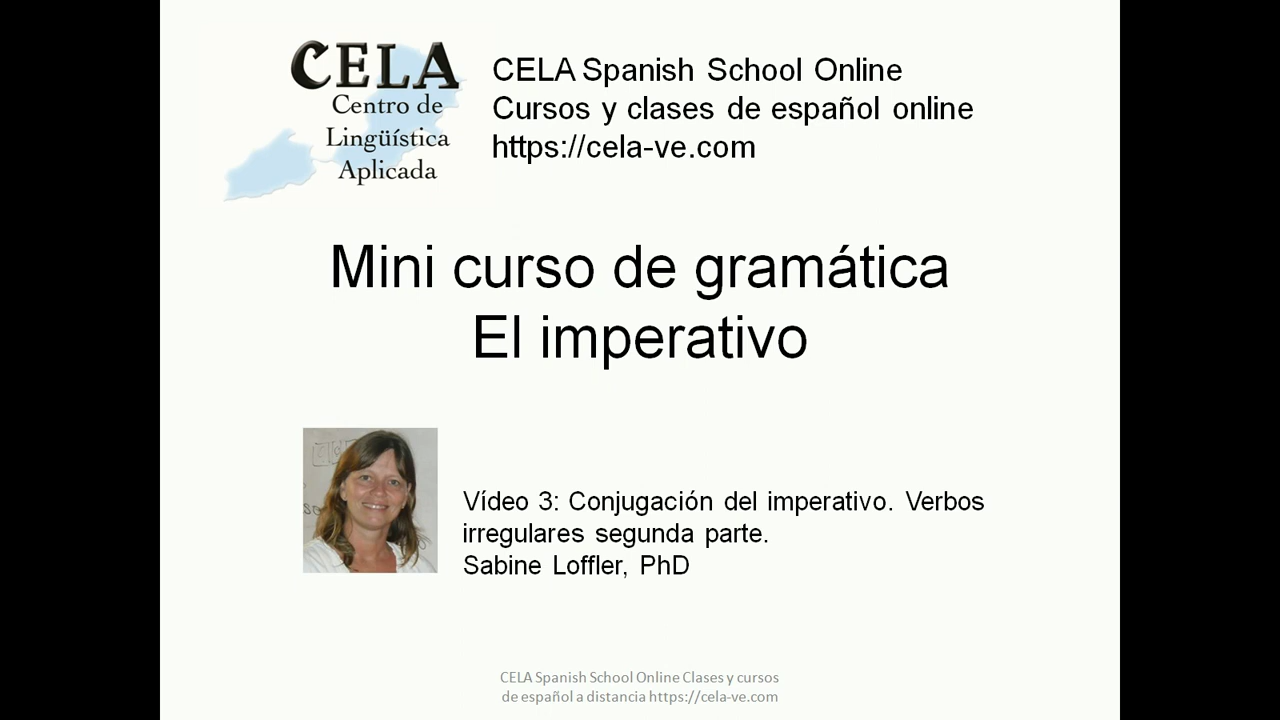 CELA
Centro de
Lingüística
Aplicada
CELA Spanish School Online
Cursos y clases de español online
https://cela-ve.com
Mini curso de gramática
El imperativo
Vídeo 3: Conjugación del imperativo. Verbos
irregulares segunda parte.
Sabine Loffler, PhD
CELA Spanish School Online Clases y cursos
de español a distancia https://cela-ve.com